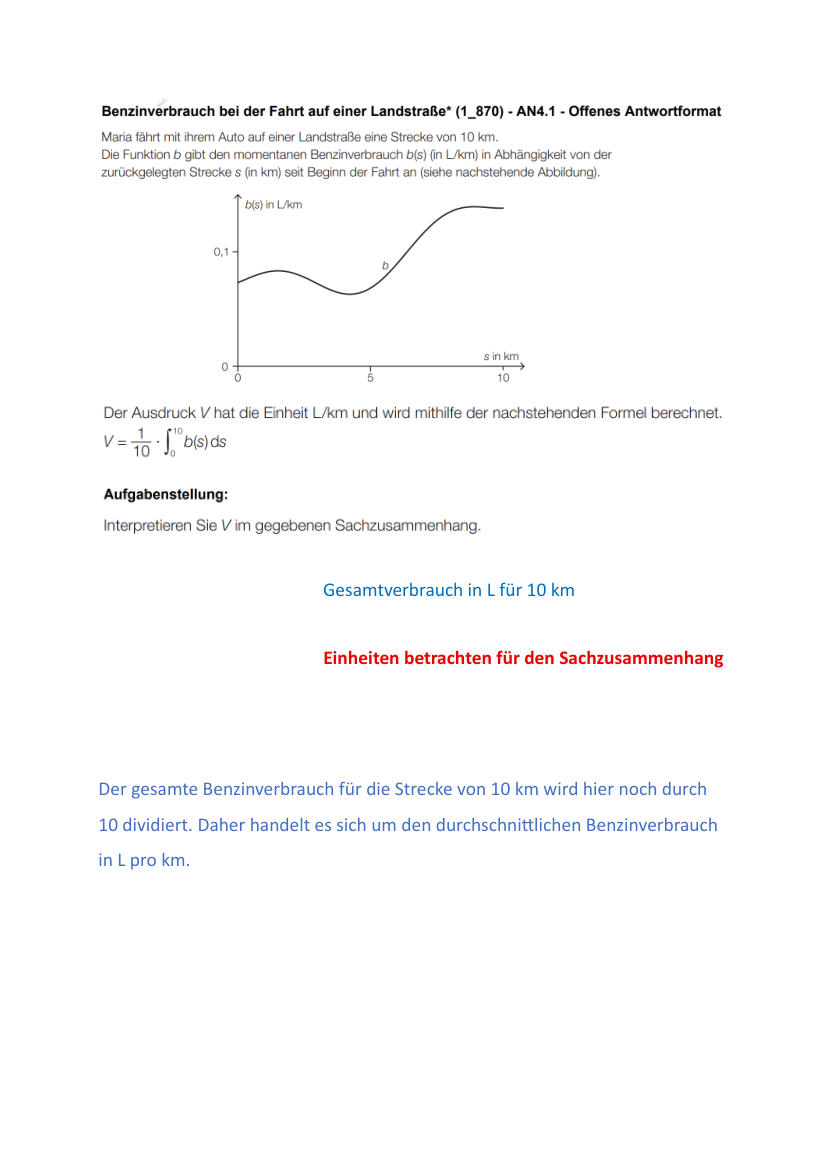 Benzinverbrauch bei der Fahrt auf einer Landstraße* (1_870) - AN4.1 - Offenes Antwortformat
Maria fährt mit ihrem Auto auf einer Landstraße eine Strecke von 10 km.
Die Funktion b gibt den momentanen Benzinverbrauch b(s) (in L/km) in Abhängigkeit von der
zurückgelegten Strecke s (in km) seit Beginn der Fahrt an (siehe nachstehende Abbildung).
b(s) in L/km
0,1
b
s in km
0
0 5 10
Der Ausdruck V hat die Einheit L/km und wird mithilfe der nachstehenden Formel berechnet.
V = 1/10 · ∫₀¹⁰ b(s) ds
Aufgabenstellung:
Interpretieren Sie V im gegebenen Sachzusammenhang.
Gesamtverbrauch in L für 10 km
Einheiten betrachten für den Sachzusammenhang
Der gesamte Benzinverbrauch für die Strecke von 10 km wird hier noch durch
10 dividiert. Daher handelt es sich um den durchschnittlichen Benzinverbrauch
in L pro km.